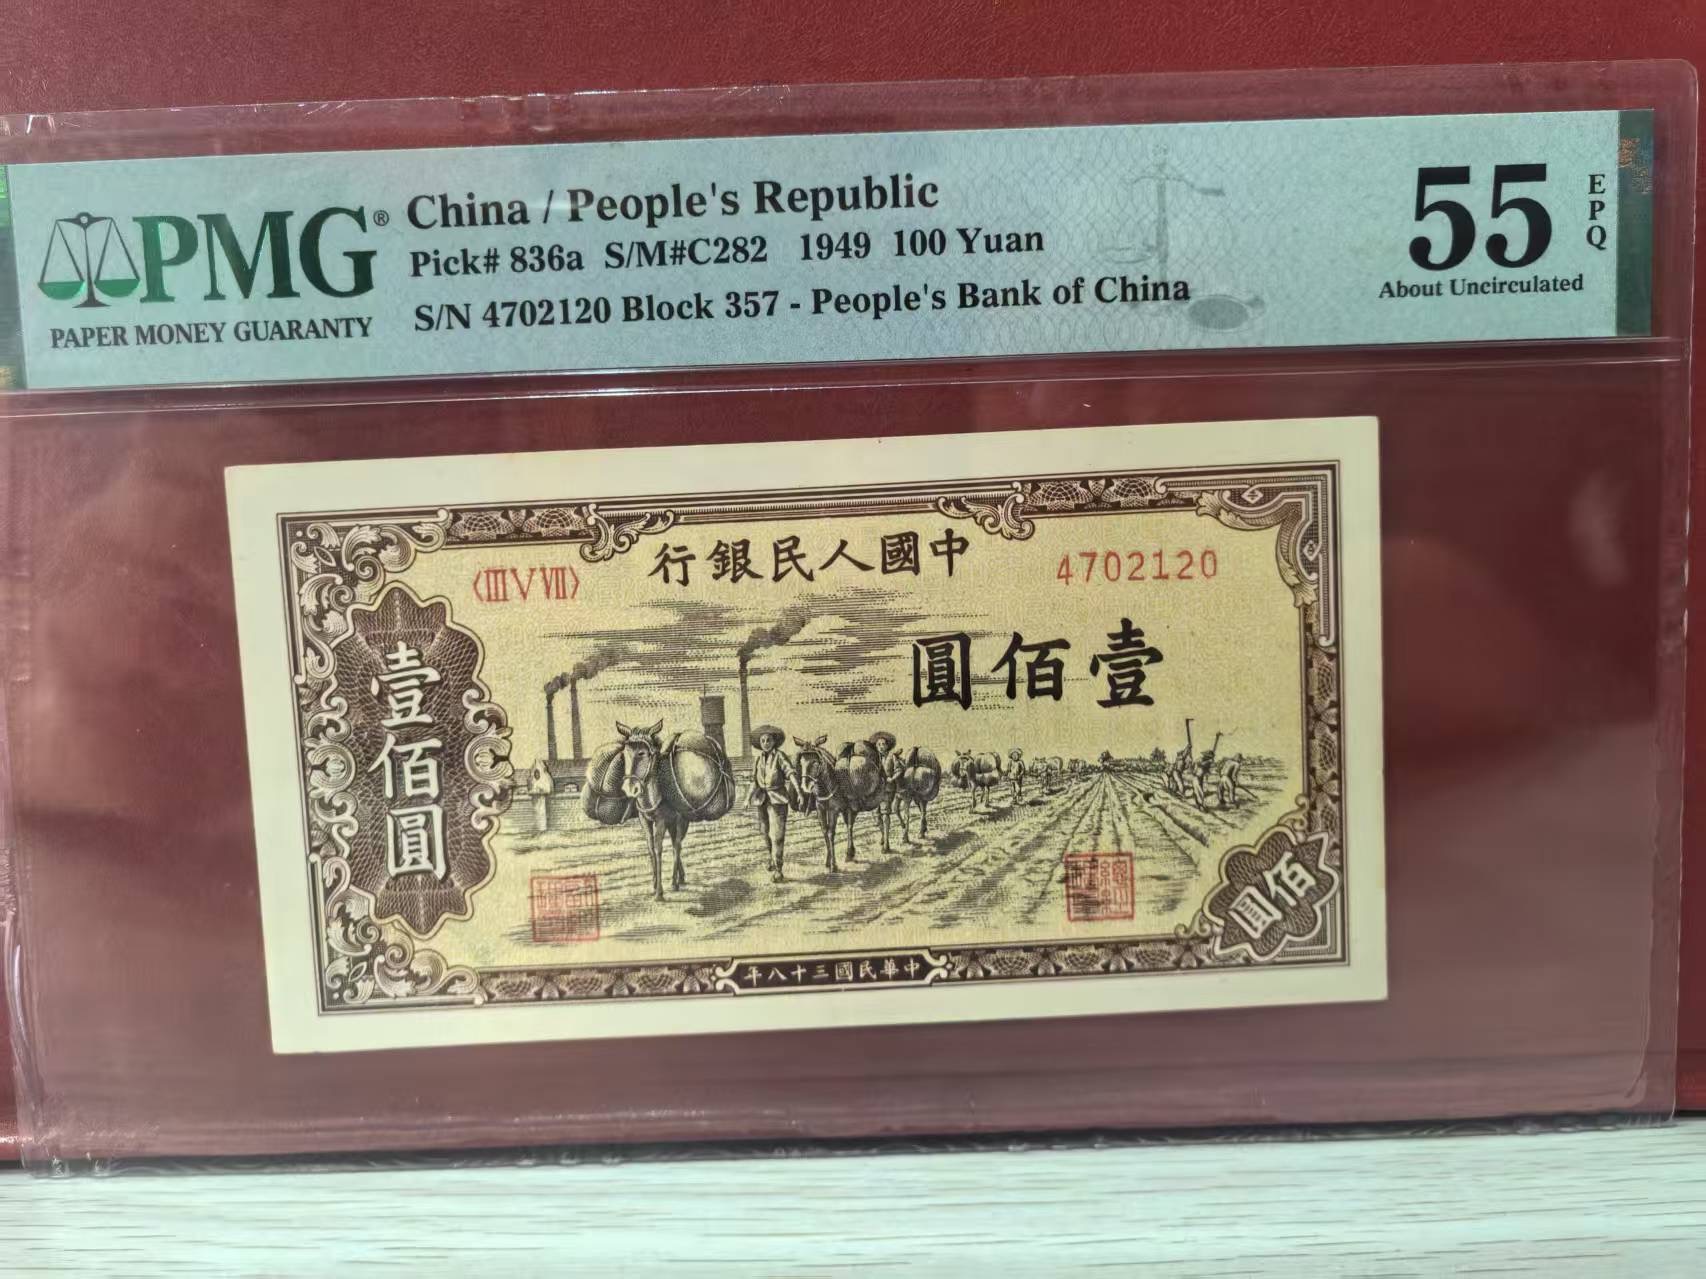 PMG®
PAPER MONEY GUARANTY
China / People's Republic
Pick# 836a S/M#C282 1949 100 Yuan
S/N 4702120 Block 357 - People's Bank of China
55 EPQ
About Uncirculated
行銀民人國中
〈ⅢⅤⅦ〉
4702120
圓佰壹
壹佰圓
佰圓
年八十三國民華中